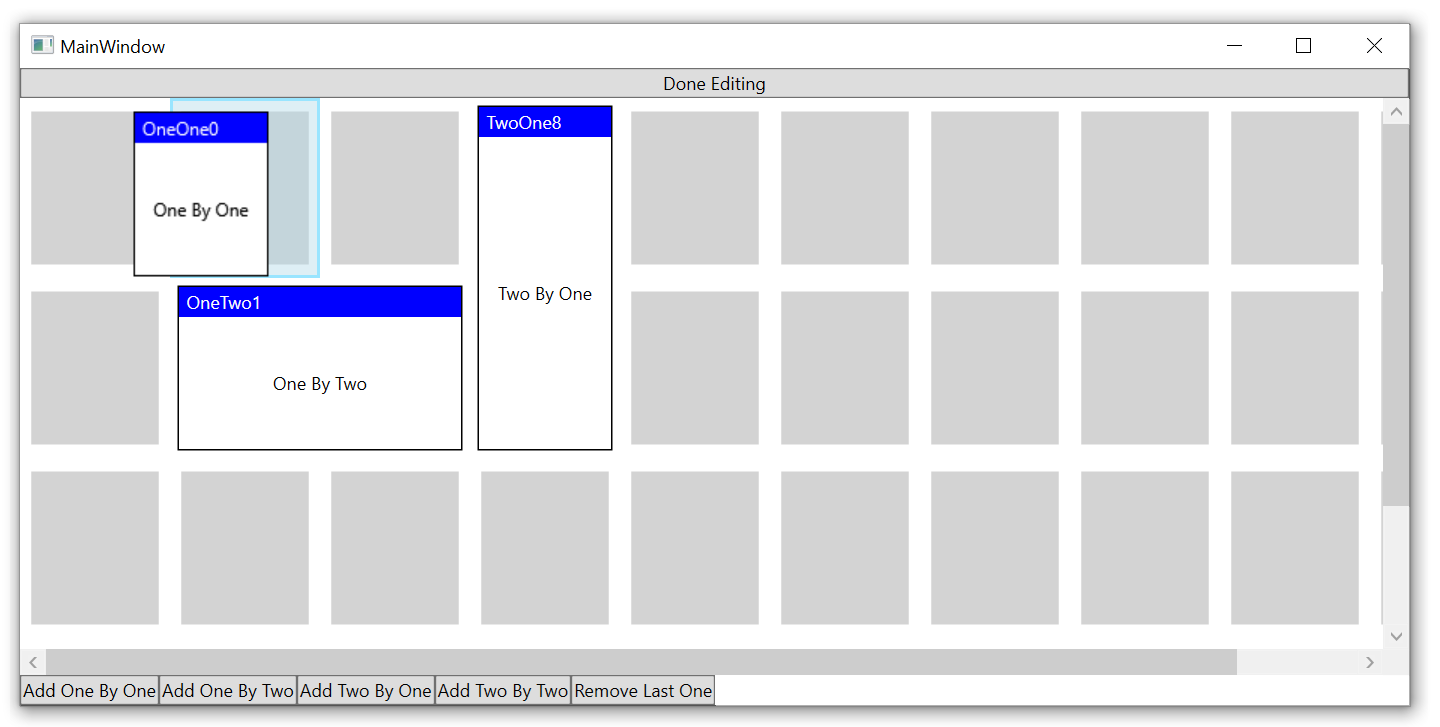 MainWindow
Done Editing
OneOne0
One By One
TwoOne8
Two By One
OneTwo1
One By Two
Add One By One
Add One By Two
Add Two By One
Add Two By Two
Remove Last One